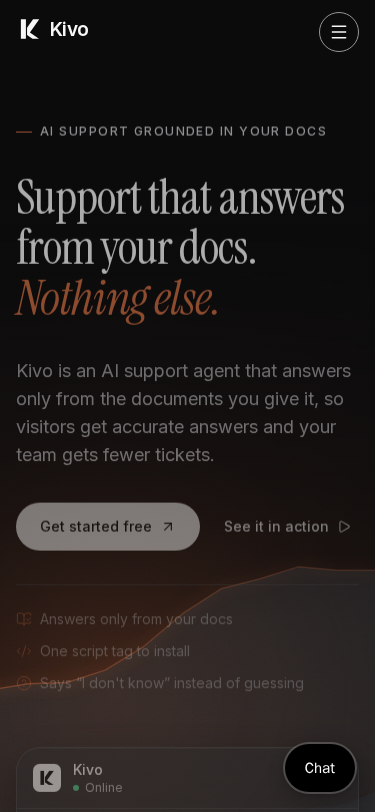 Kivo
AI SUPPORT GROUNDED IN YOUR DOCS
Support that answers
from your docs.
Nothing else.
Kivo is an AI support agent that answers
only from the documents you give it, so
visitors get accurate answers and your
team gets fewer tickets.
Get started free
See it in action
Answers only from your docs
One script tag to install
Says "I don't know" instead of guessing
Kivo
Online
Chat